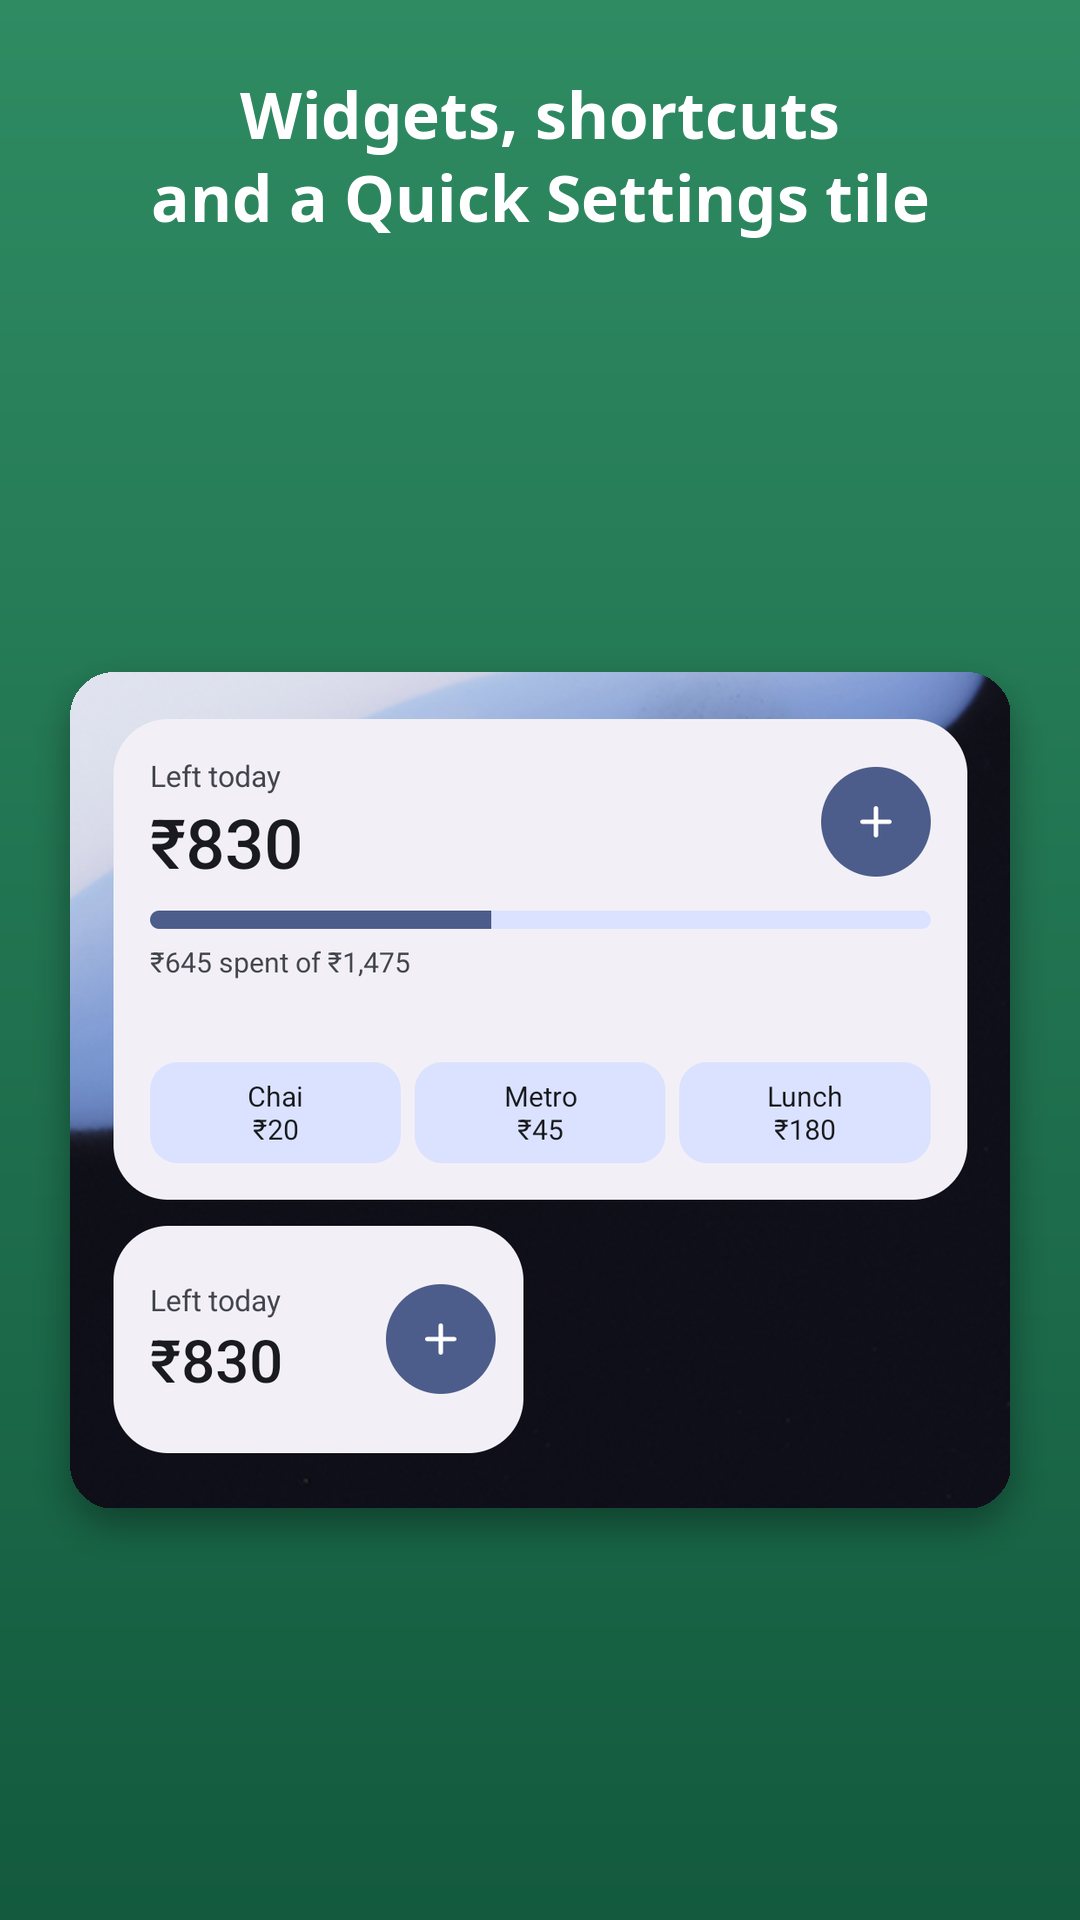 Widgets, shortcuts
and a Quick Settings tile
Left today
₹830
+
₹645 spent of ₹1,475
Chai
₹20
Metro
₹45
Lunch
₹180
Left today
₹830
+